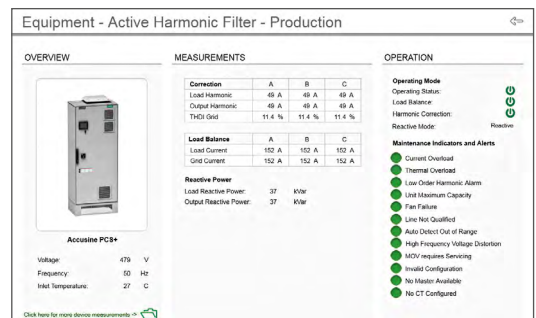 Equipment - Active Harmonic Filter - Production
OVERVIEW
Accusine PCS+
Voltage: 479 V
Frequency: 50 Hz
Inlet Temperature: 27 C
Click here for more device measurements ->
MEASUREMENTS
Correction A B C
Load Harmonic 49 A 49 A 49 A
Output Harmonic 49 A 49 A 49 A
THDI Grid 11.4 % 11.4 % 11.4 %
Load Balance A B C
Load Current 152 A 152 A 152 A
Grid Current 152 A 152 A 152 A
Reactive Power
Load Reactive Power: 37 kVar
Output Reactive Power: 37 kVar
OPERATION
Operating Mode
Operating Status:
Load Balance:
Harmonic Correction:
Reactive Mode: Reactive
Maintenance Indicators and Alerts
Current Overload
Thermal Overload
Low Order Harmonic Alarm
Unit Maximum Capacity
Fan Failure
Line Not Qualified
Auto Detect Out of Range
High Frequency Voltage Distortion
MOV requires Servicing
Invalid Configuration
No Master Available
No CT Configured